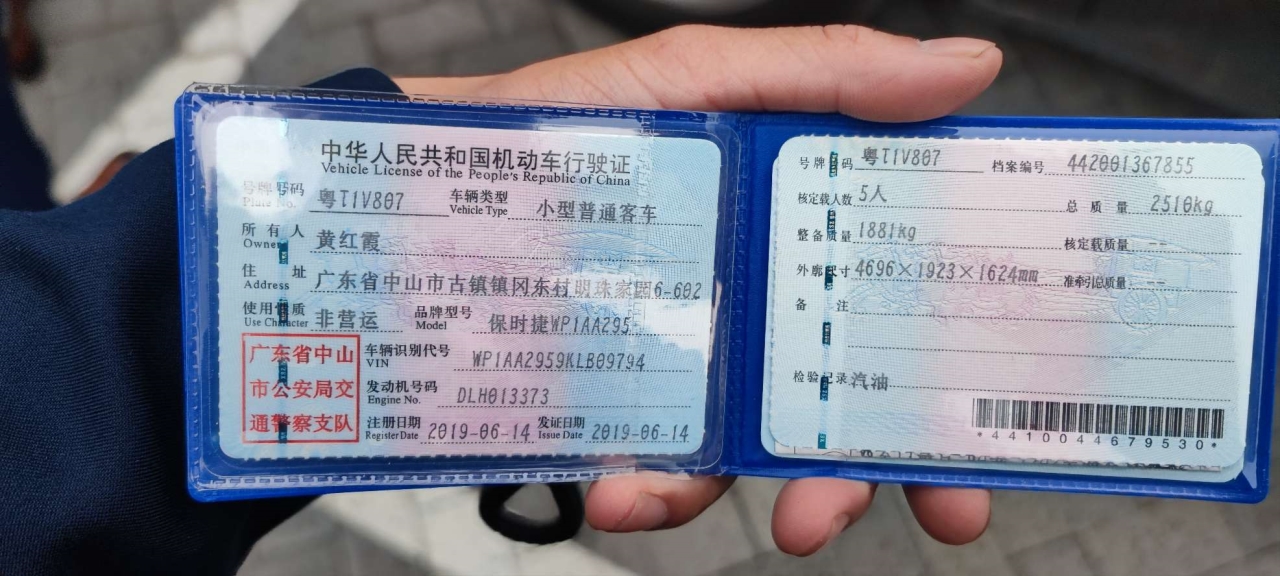 中华人民共和国机动车行驶证
Vehicle License of the People's Republic of China
号牌号码 粤T1V807 车辆类型 小型普通客车
Plate No. Vehicle Type
所有人 黄红霞
Owner
住址 广东省中山市古镇镇冈东村明珠家园6-602
Address
使用性质 非营运 品牌型号 保时捷WP1AA295
Use Character Model
广东省中山
市公安局交
通警察支队
车辆识别代号 WP1AA2959KLB09794
VIN
发动机号码 DLH013373
Engine No.
注册日期 2019-06-14 发证日期 2019-06-14
Register Date Issue Date
号牌号码 粤T1V807 档案编号 442001367855
核定载人数 5人 总质量 2510kg
整备质量 1881kg 核定载质量 --
外廓尺寸 4696×1923×1624mm 准牵引总质量 --
备注
检验记录 汽油
*4410044679530*